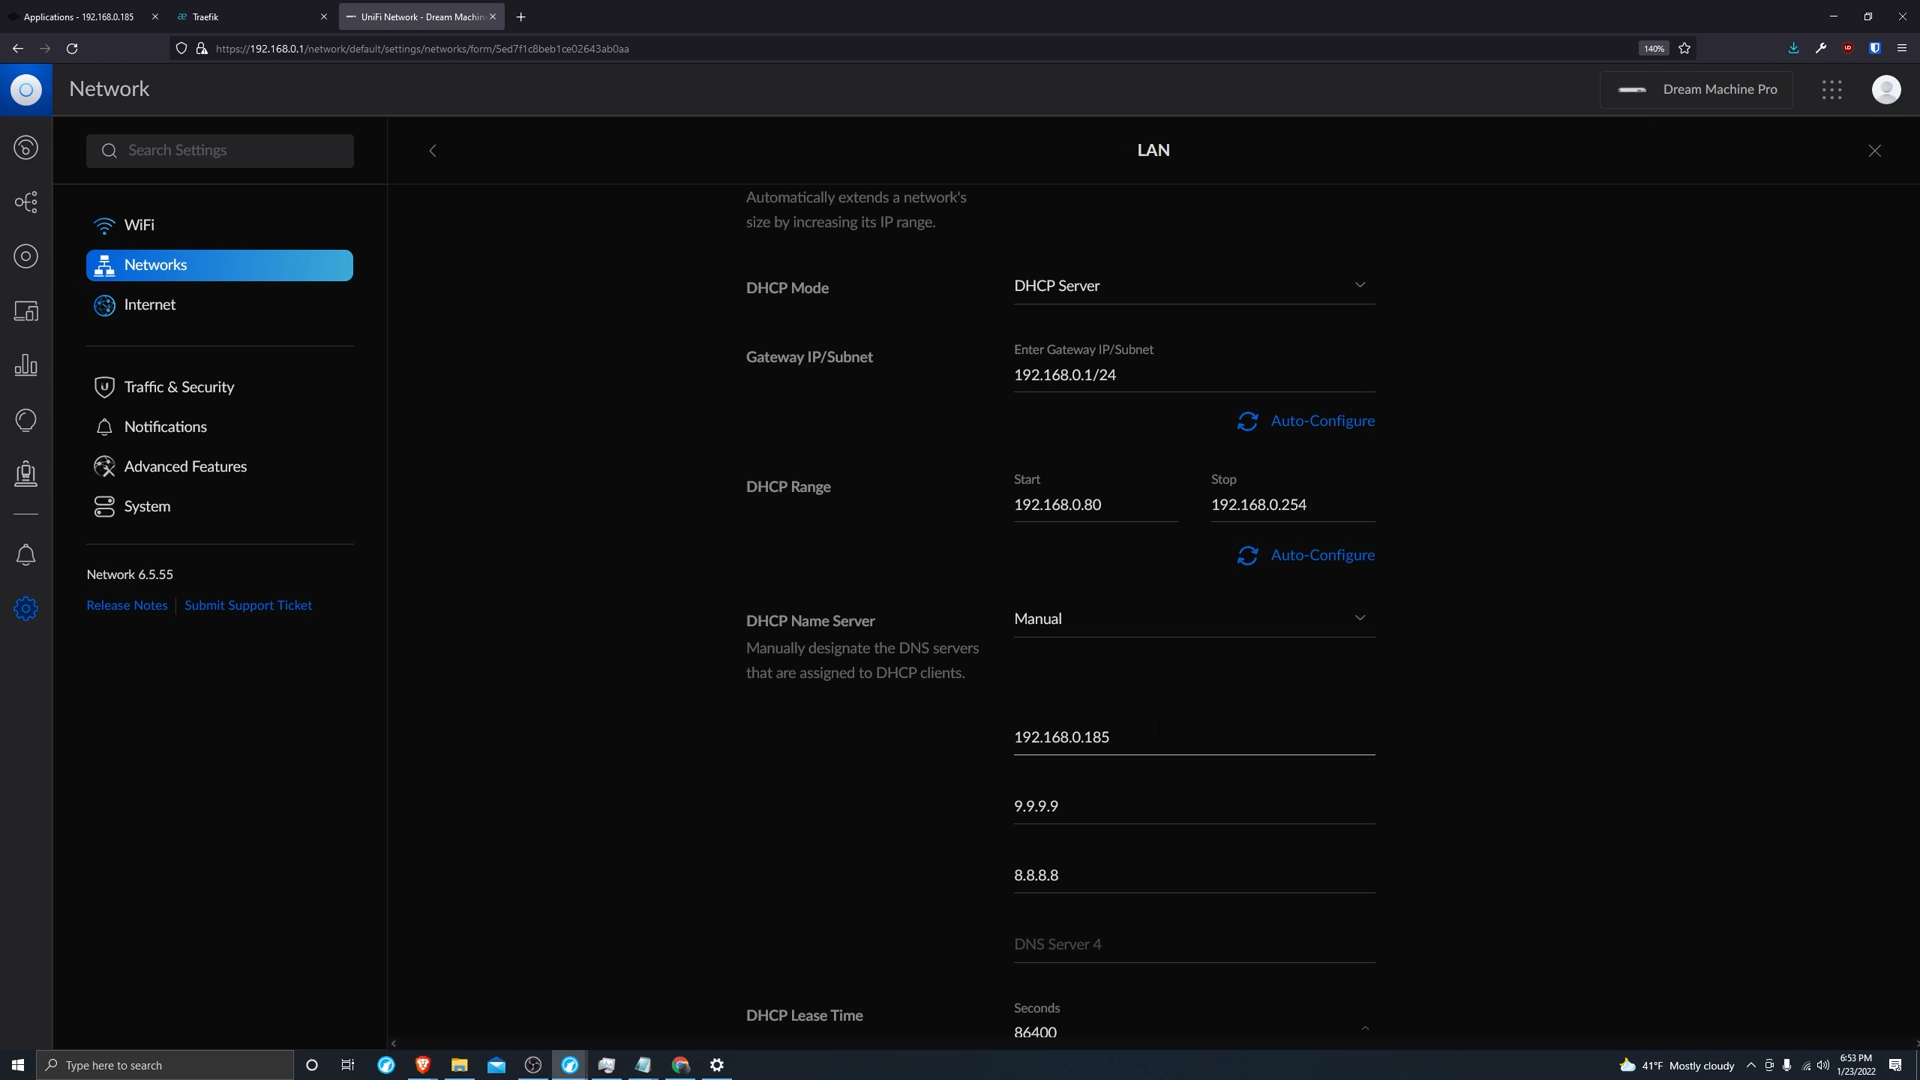 Applications - 192.168.0.185
Traefik
UniFi Network - Dream Machin
https://192.168.0.1/network/default/settings/networks/form/5ed7f1c8beb1ce02643ab0aa
140%
Network
Dream Machine Pro
Search Settings
LAN
WiFi
Networks
Internet
Traffic & Security
Notifications
Advanced Features
System
Network 6.5.55
Release Notes
Submit Support Ticket
Automatically extends a network's
size by increasing its IP range.
DHCP Mode
DHCP Server
Gateway IP/Subnet
Enter Gateway IP/Subnet
192.168.0.1/24
Auto-Configure
DHCP Range
Start
192.168.0.80
Stop
192.168.0.254
Auto-Configure
DHCP Name Server
Manually designate the DNS servers
that are assigned to DHCP clients.
Manual
192.168.0.185
9.9.9.9
8.8.8.8
DNS Server 4
DHCP Lease Time
Seconds
86400
Type here to search
41°F Mostly cloudy
6:53 PM
1/23/2022